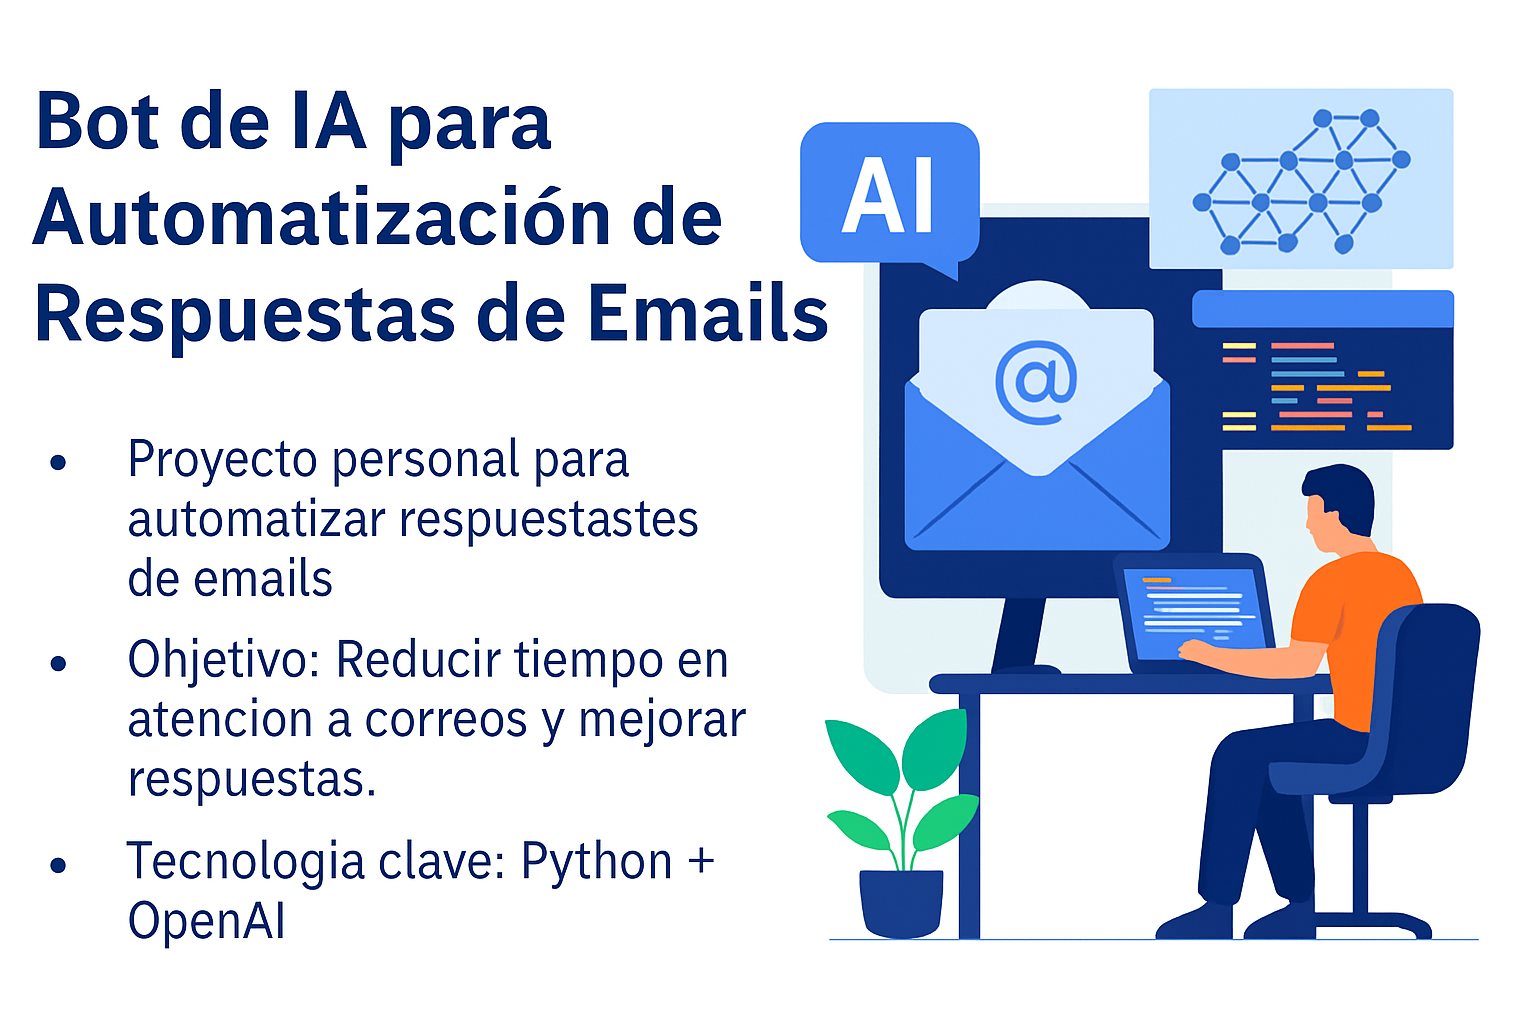 Bot de IA para
Automatización de
Respuestas de Emails
• Proyecto personal para
automatizar respuestastes
de emails
• Ohjetivo: Reducir tiempo en
atencion a correos y mejorar
respuestas.
• Tecnologia clave: Python +
OpenAI
AI
@